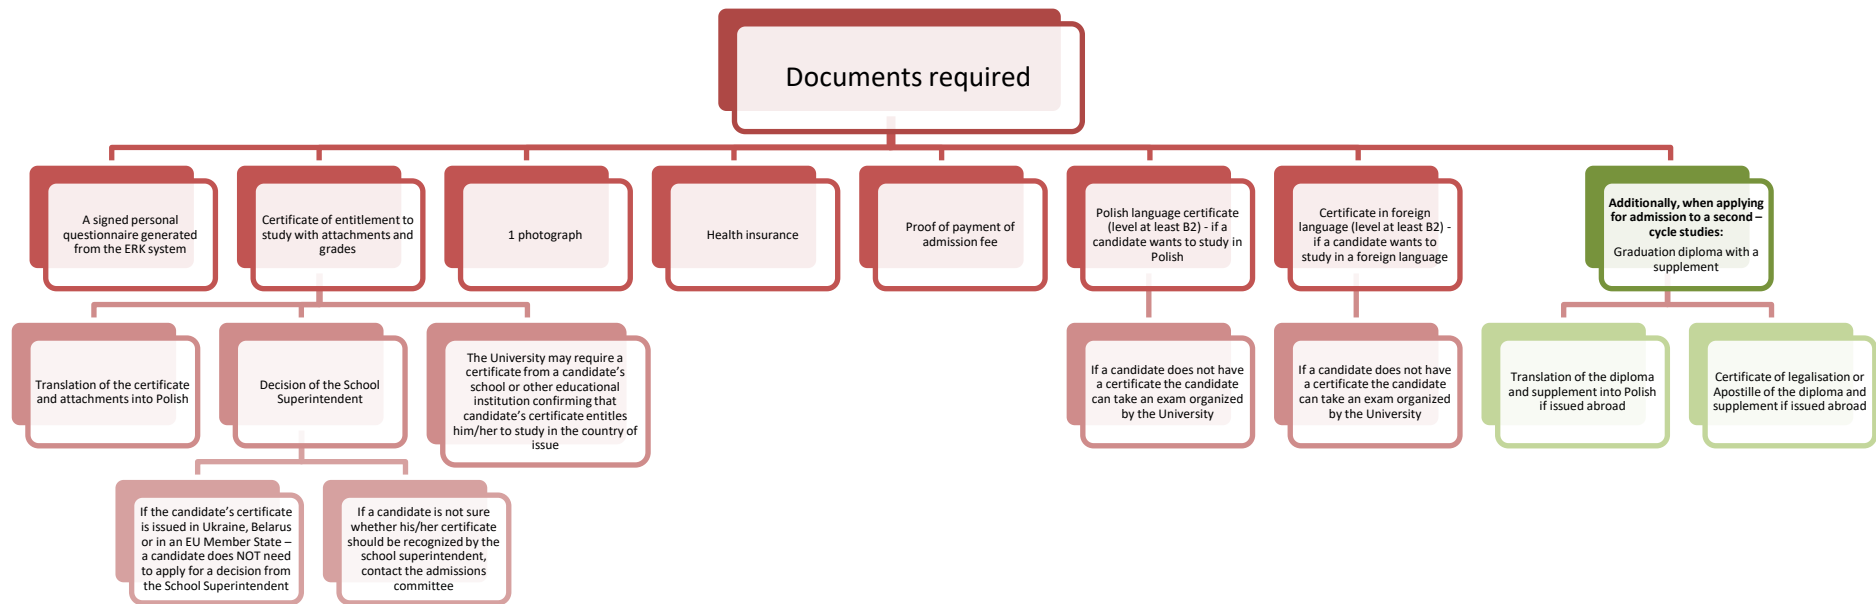 Documents required
A signed personal
questionnaire generated
from the ERK system
Certificate of entitlement to
study with attachments and
grades
1 photograph
Health insurance
Proof of payment of
admission fee
Polish language certificate
(level at least B2) - if a
candidate wants to study in
Polish
Certificate in foreign
language (level at least B2) -
if a candidate wants to
study in a foreign language
Additionally, when applying
for admission to a second –
cycle studies:
Graduation diploma with a
supplement
Translation of the certificate
and attachments into Polish
Decision of the School
Superintendent
The University may require a
certificate from a candidate's
school or other educational
institution confirming that
candidate's certificate entitles
him/her to study in the country of
issue
If a candidate does not have
a certificate the candidate
can take an exam organized
by the University
If a candidate does not have
a certificate the candidate
can take an exam organized
by the University
Translation of the diploma
and supplement into Polish
if issued abroad
Certificate of legalisation or
Apostille of the diploma and
supplement if issued abroad
If the candidate's certificate
is issued in Ukraine, Belarus
or in an EU Member State –
a candidate does NOT need
to apply for a decision from
the School Superintendent
If a candidate is not sure
whether his/her certificate
should be recognized by the
school superintendent,
contact the admissions
committee